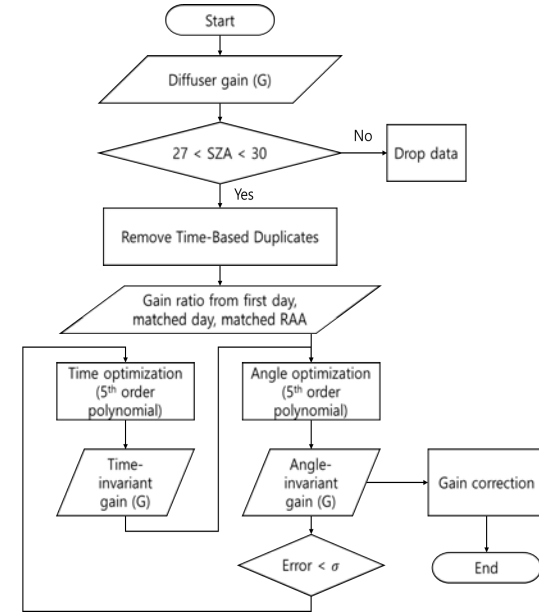 Start
Diffuser gain (G)
27 < SZA < 30
No
Drop data
Yes
Remove Time-Based Duplicates
Gain ratio from first day,
matched day, matched RAA
Time optimization
(5th order
polynomial)
Angle optimization
(5th order
polynomial)
Time-
invariant
gain (G)
Angle-
invariant
gain (G)
Gain correction
Error < σ
End